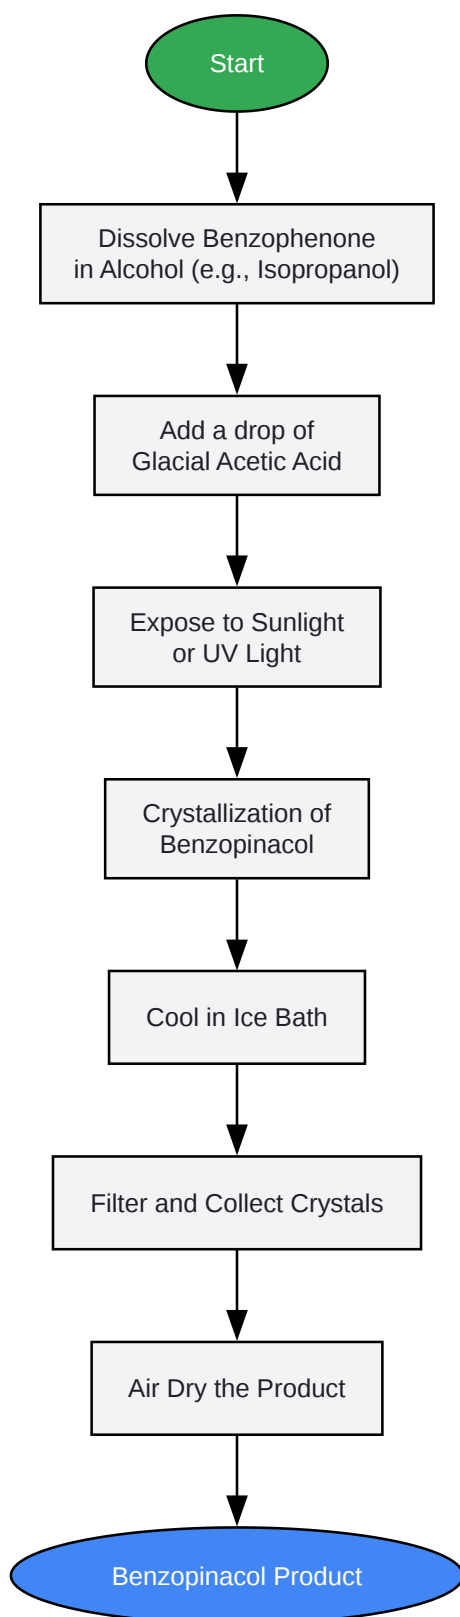 Start
Dissolve Benzophenone
in Alcohol (e.g., Isopropanol)
Add a drop of
Glacial Acetic Acid
Expose to Sunlight
or UV Light
Crystallization of
Benzopinacol
Cool in Ice Bath
Filter and Collect Crystals
Air Dry the Product
Benzopinacol Product